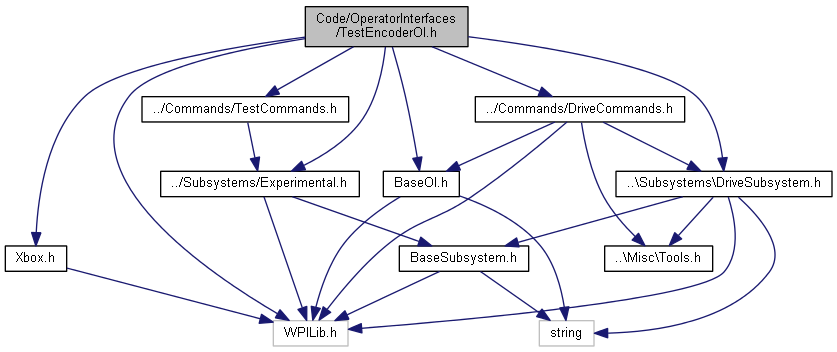 Code/OperatorInterfaces
/TestEncoderOI.h
../Commands/TestCommands.h
../Commands/DriveCommands.h
../Subsystems/Experimental.h
BaseOI.h
..\Subsystems\DriveSubsystem.h
Xbox.h
BaseSubsystem.h
..\Misc\Tools.h
WPILib.h
string